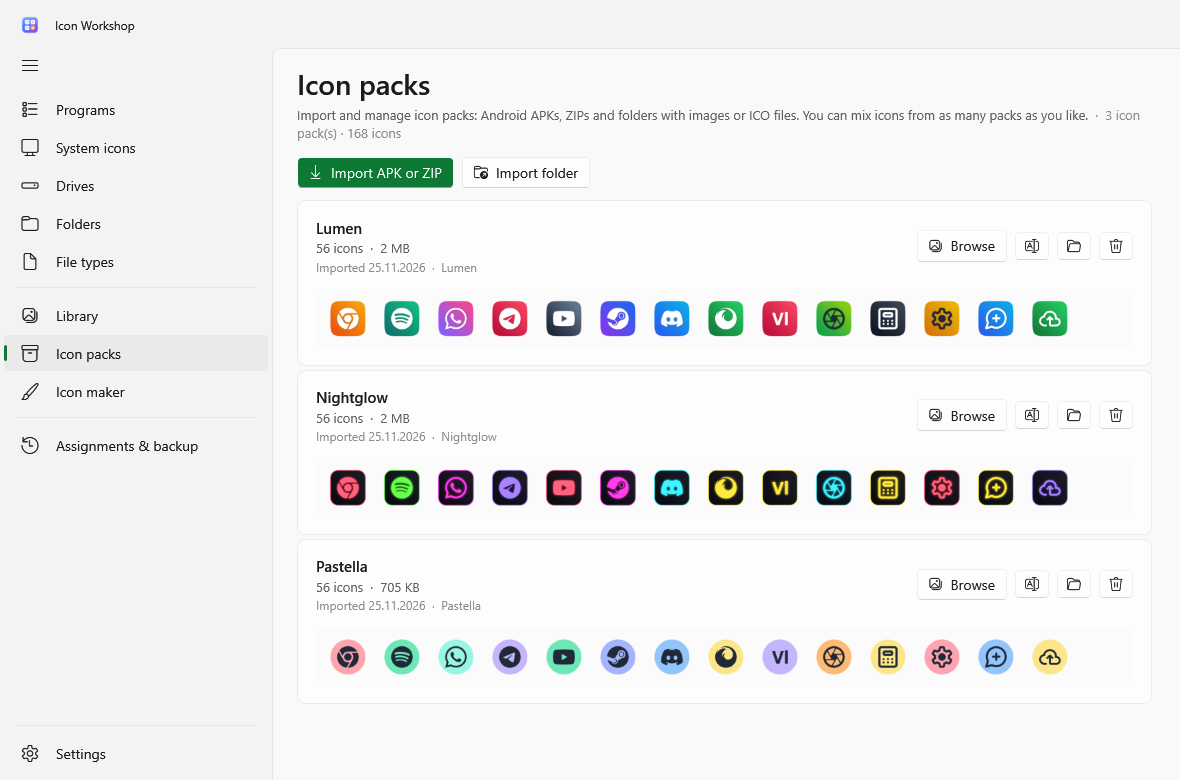 Icon Workshop
Programs
System icons
Drives
Folders
File types
Library
Icon packs
Icon maker
Assignments & backup
Settings
Icon packs
Import and manage icon packs: Android APKs, ZIPs and folders with images or ICO files. You can mix icons from as many packs as you like. · 3 icon
pack(s) · 168 icons
Import APK or ZIP
Import folder
Lumen
56 icons · 2 MB
Imported 25.11.2026 · Lumen
Browse
VI
Nightglow
56 icons · 2 MB
Imported 25.11.2026 · Nightglow
Browse
VI
Pastella
56 icons · 705 KB
Imported 25.11.2026 · Pastella
Browse
VI